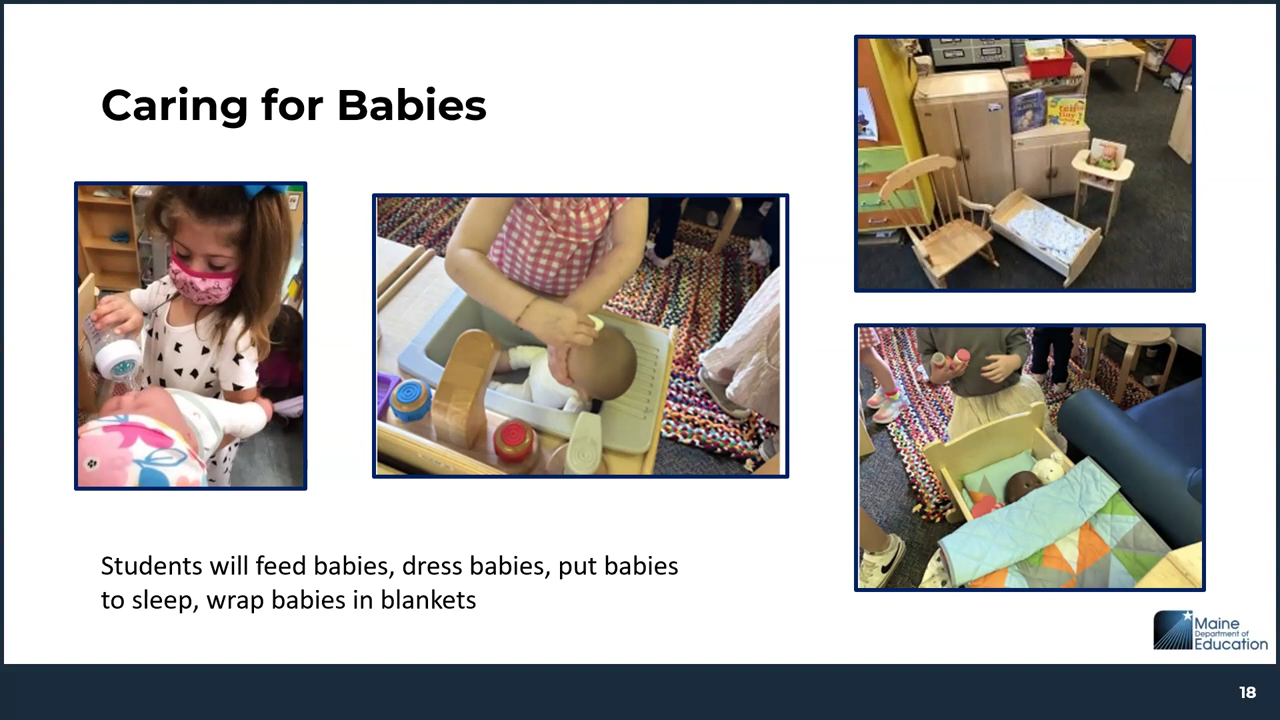 Caring for Babies
Students will feed babies, dress babies, put babies
to sleep, wrap babies in blankets
Maine
Department of
Education
18